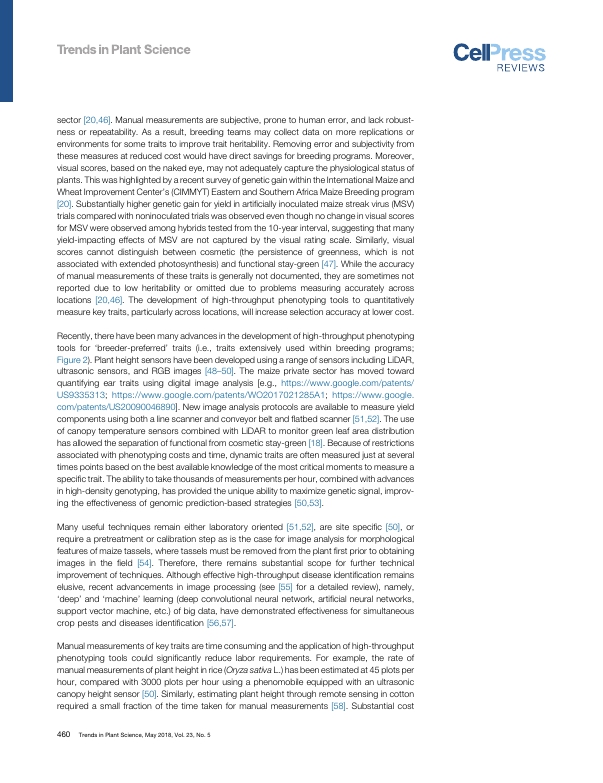 Trends in Plant Science
CellPress
REVIEWS
sector [20,46]. Manual measurements are subjective, prone to human error, and lack robust-
ness or repeatability. As a result, breeding teams may collect data on more replications or
environments for some traits to improve trait heritability. Removing error and subjectivity from
these measures at reduced cost would have direct savings for breeding programs. Moreover,
visual scores, based on the naked eye, may not adequately capture the physiological status of
plants. This was highlighted by a recent survey of genetic gain within the International Maize and
Wheat Improvement Center's (CIMMYT) Eastern and Southern Africa Maize Breeding program
[20]. Substantially higher genetic gain for yield in artificially inoculated maize streak virus (MSV)
trials compared with noninoculated trials was observed even though no change in visual scores
for MSV were observed among hybrids tested from the 10-year interval, suggesting that many
yield-impacting effects of MSV are not captured by the visual rating scale. Similarly, visual
scores cannot distinguish between cosmetic (the persistence of greenness, which is not
associated with extended photosynthesis) and functional stay-green [47]. While the accuracy
of manual measurements of these traits is generally not documented, they are sometimes not
reported due to low heritability or omitted due to problems measuring accurately across
locations [20,46]. The development of high-throughput phenotyping tools to quantitatively
measure key traits, particularly across locations, will increase selection accuracy at lower cost.
Recently, there have been many advances in the development of high-throughput phenotyping
tools for 'breeder-preferred' traits (i.e., traits extensively used within breeding programs;
Figure 2). Plant height sensors have been developed using a range of sensors including LiDAR,
ultrasonic sensors, and RGB images [48–50]. The maize private sector has moved toward
quantifying ear traits using digital image analysis [e.g., https://www.google.com/patents/
US9335313; https://www.google.com/patents/WO2017021285A1; https://www.google.
com/patents/US20090046890]. New image analysis protocols are available to measure yield
components using both a line scanner and conveyor belt and flatbed scanner [51,52]. The use
of canopy temperature sensors combined with LiDAR to monitor green leaf area distribution
has allowed the separation of functional from cosmetic stay-green [18]. Because of restrictions
associated with phenotyping costs and time, dynamic traits are often measured just at several
times points based on the best available knowledge of the most critical moments to measure a
specific trait. The ability to take thousands of measurements per hour, combined with advances
in high-density genotyping, has provided the unique ability to maximize genetic signal, improv-
ing the effectiveness of genomic prediction-based strategies [50,53].
Many useful techniques remain either laboratory oriented [51,52], are site specific [50], or
require a pretreatment or calibration step as is the case for image analysis for morphological
features of maize tassels, where tassels must be removed from the plant first prior to obtaining
images in the field [54]. Therefore, there remains substantial scope for further technical
improvement of techniques. Although effective high-throughput disease identification remains
elusive, recent advancements in image processing (see [55] for a detailed review), namely,
'deep' and 'machine' learning (deep convolutional neural network, artificial neural networks,
support vector machine, etc.) of big data, have demonstrated effectiveness for simultaneous
crop pests and diseases identification [56,57].
Manual measurements of key traits are time consuming and the application of high-throughput
phenotyping tools could significantly reduce labor requirements. For example, the rate of
manual measurements of plant height in rice (Oryza sativa L.) has been estimated at 45 plots per
hour, compared with 3000 plots per hour using a phenomobile equipped with an ultrasonic
canopy height sensor [50]. Similarly, estimating plant height through remote sensing in cotton
required a small fraction of the time taken for manual measurements [58]. Substantial cost
460 Trends in Plant Science, May 2018, Vol. 23, No. 5